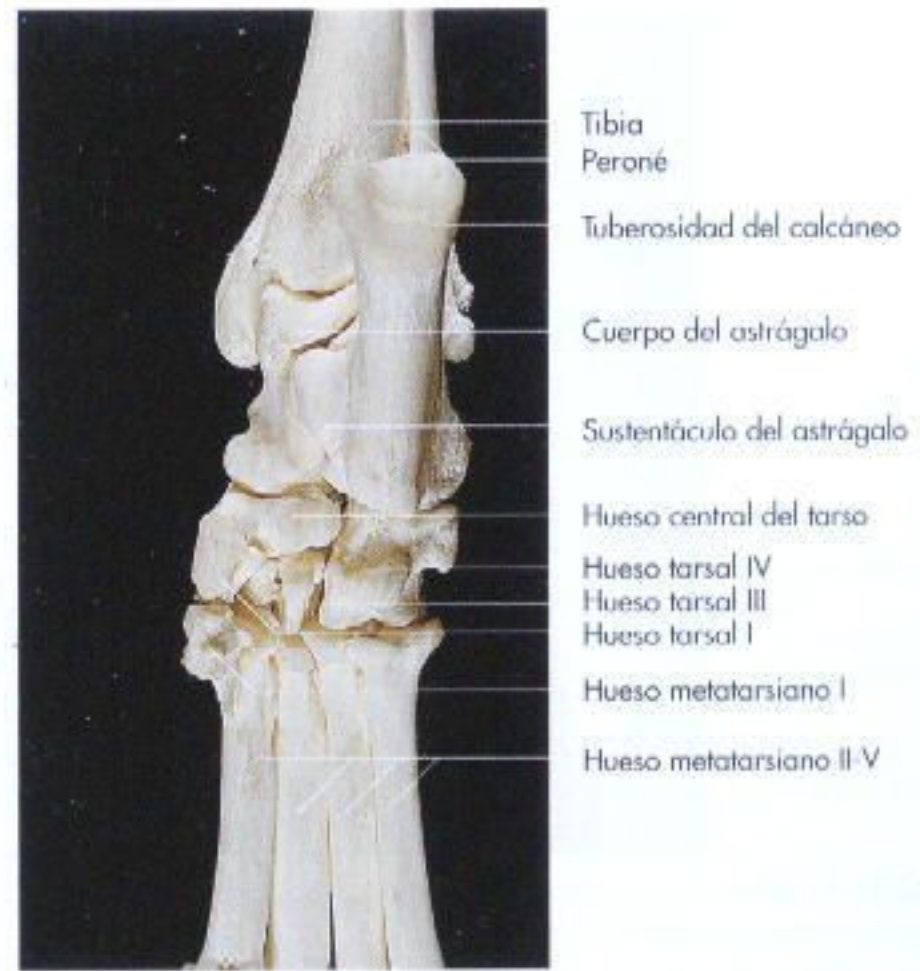 Tibia
Peroné
Tuberosidad del calcáneo
Cuerpo del astrágalo
Sustentáculo del astrágalo
Hueso central del tarso
Hueso tarsal IV
Hueso tarsal III
Hueso tarsal I
Hueso metatarsiano I
Hueso metatarsiano II-V